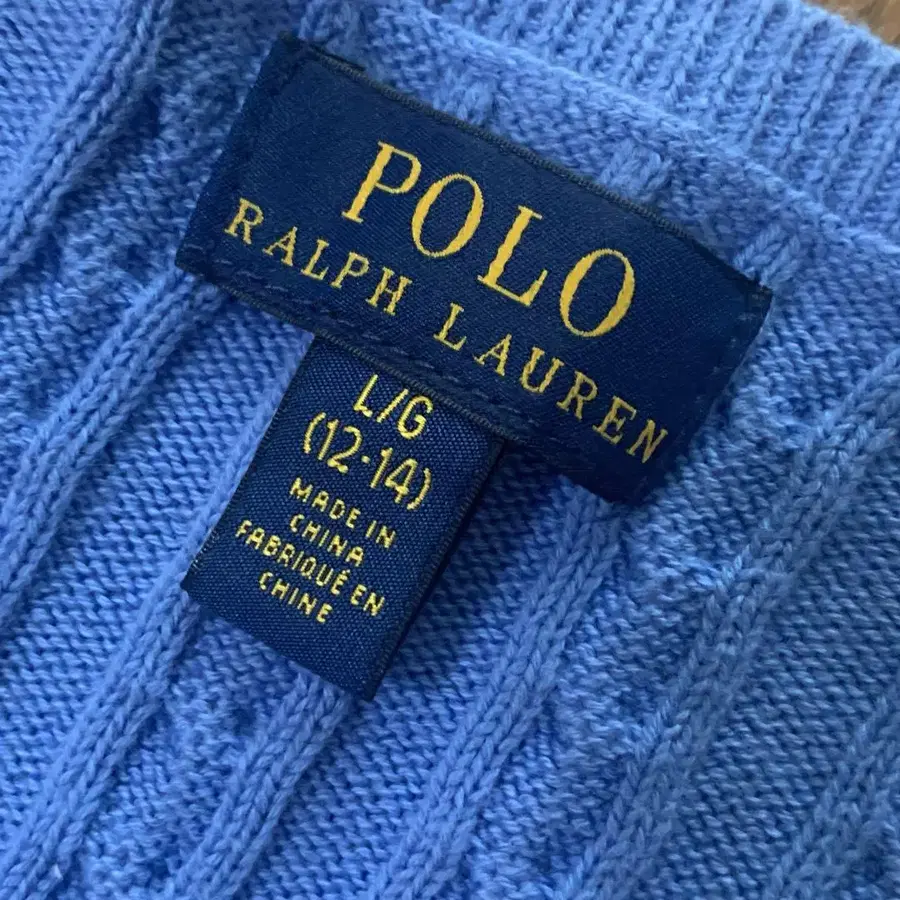 POLO
RALPH LAUREN
L/G
(12-14)
MADE IN
CHINA
FABRIQUÉ EN
CHINE